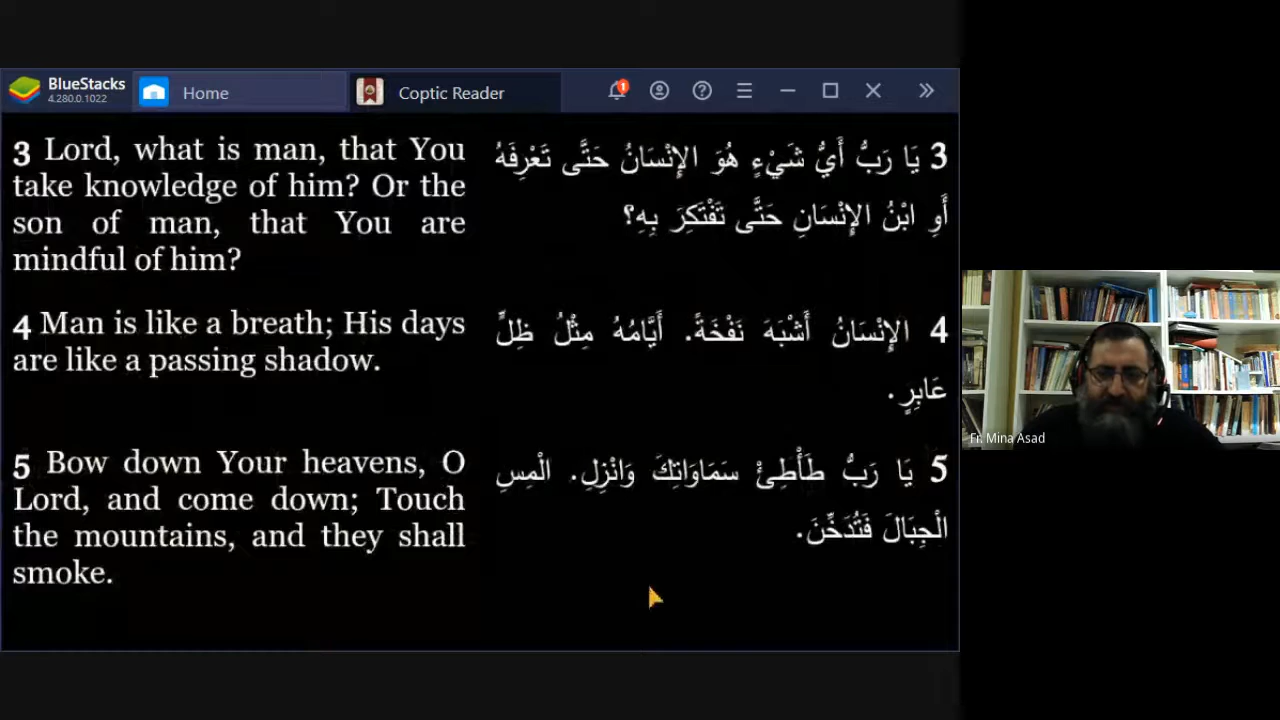 BlueStacks
4.280.0.1022
Home
Coptic Reader
1
3 Lord, what is man, that You
take knowledge of him? Or the
son of man, that You are
mindful of him?
3 يَا رَبُّ أَيُّ شَيْءٍ هُوَ الإِنْسَانُ حَتَّى تَعْرِفَهُ
أَوِ ابْنُ الإِنْسَانِ حَتَّى تَفْتَكِرَ بِهِ؟
4 Man is like a breath; His days
are like a passing shadow.
4 الإِنْسَانُ أَشْبَهَ نَفْخَةً. أَيَّامُهُ مِثْلُ ظِلٍّ
عَابِرٍ.
5 Bow down Your heavens, O
Lord, and come down; Touch
the mountains, and they shall
smoke.
5 يَا رَبُّ طَأْطِئْ سَمَاوَاتِكَ وَانْزِلِ. الْمِسِ
الْجِبَالَ فَتُدَخِّنَ.
Fr. Mina Asad